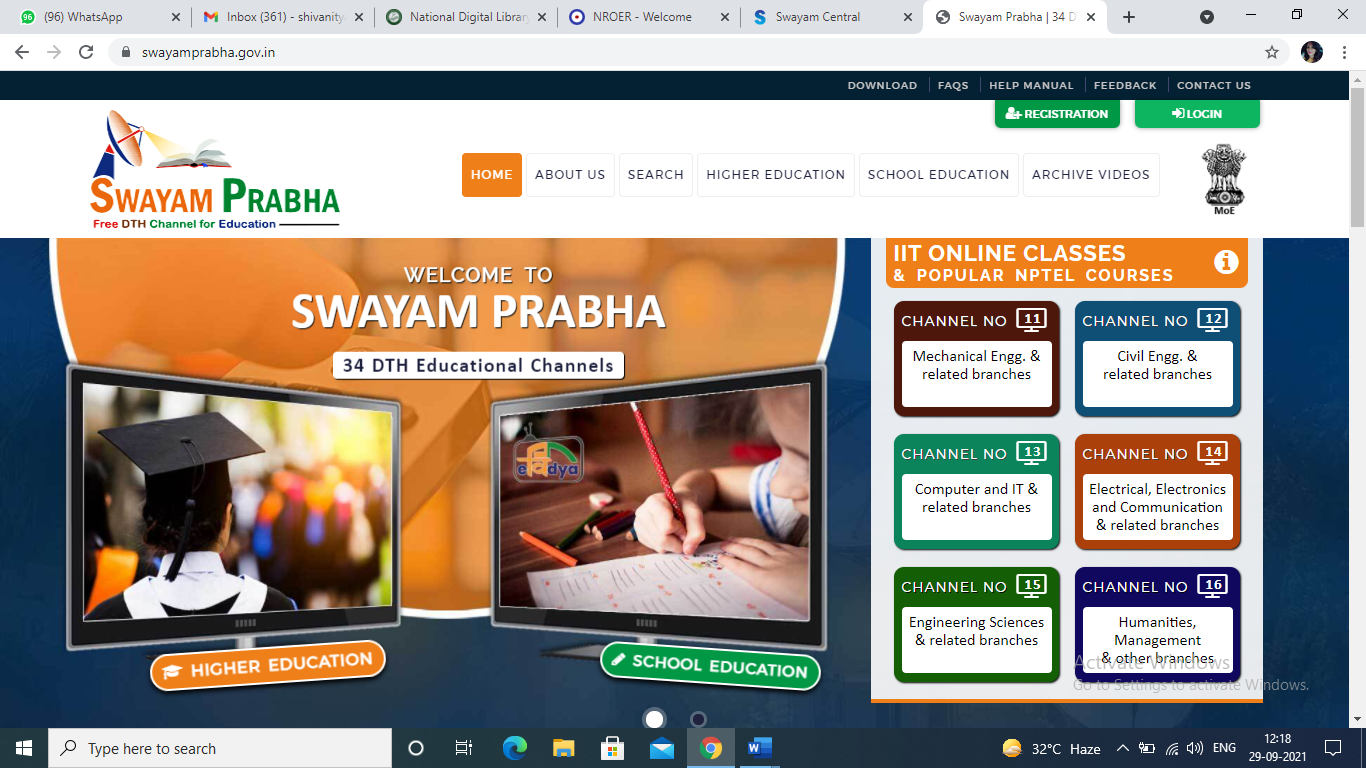 (96) WhatsApp
Inbox (361) - shivanity
National Digital Library
NROER - Welcome
Swayam Central
Swayam Prabha | 34 D
swayamprabha.gov.in
DOWNLOAD
FAQS
HELP MANUAL
FEEDBACK
CONTACT US
REGISTRATION
LOGIN
SWAYAM PRABHA
Free DTH Channel for Education
HOME
ABOUT US
SEARCH
HIGHER EDUCATION
SCHOOL EDUCATION
ARCHIVE VIDEOS
MoE
WELCOME TO
SWAYAM PRABHA
34 DTH Educational Channels
HIGHER EDUCATION
SCHOOL EDUCATION
IIT ONLINE CLASSES
& POPULAR NPTEL COURSES
CHANNEL NO 11
Mechanical Engg. &
related branches
CHANNEL NO 12
Civil Engg. &
related branches
CHANNEL NO 13
Computer and IT &
related branches
CHANNEL NO 14
Electrical, Electronics
and Communication
& related branches
CHANNEL NO 15
Engineering Sciences
& related branches
CHANNEL NO 16
Humanities,
Management
& other branches
Activate Windows
Go to Settings to activate Windows.
Type here to search
32°C Haze
ENG
12:18
29-09-2021